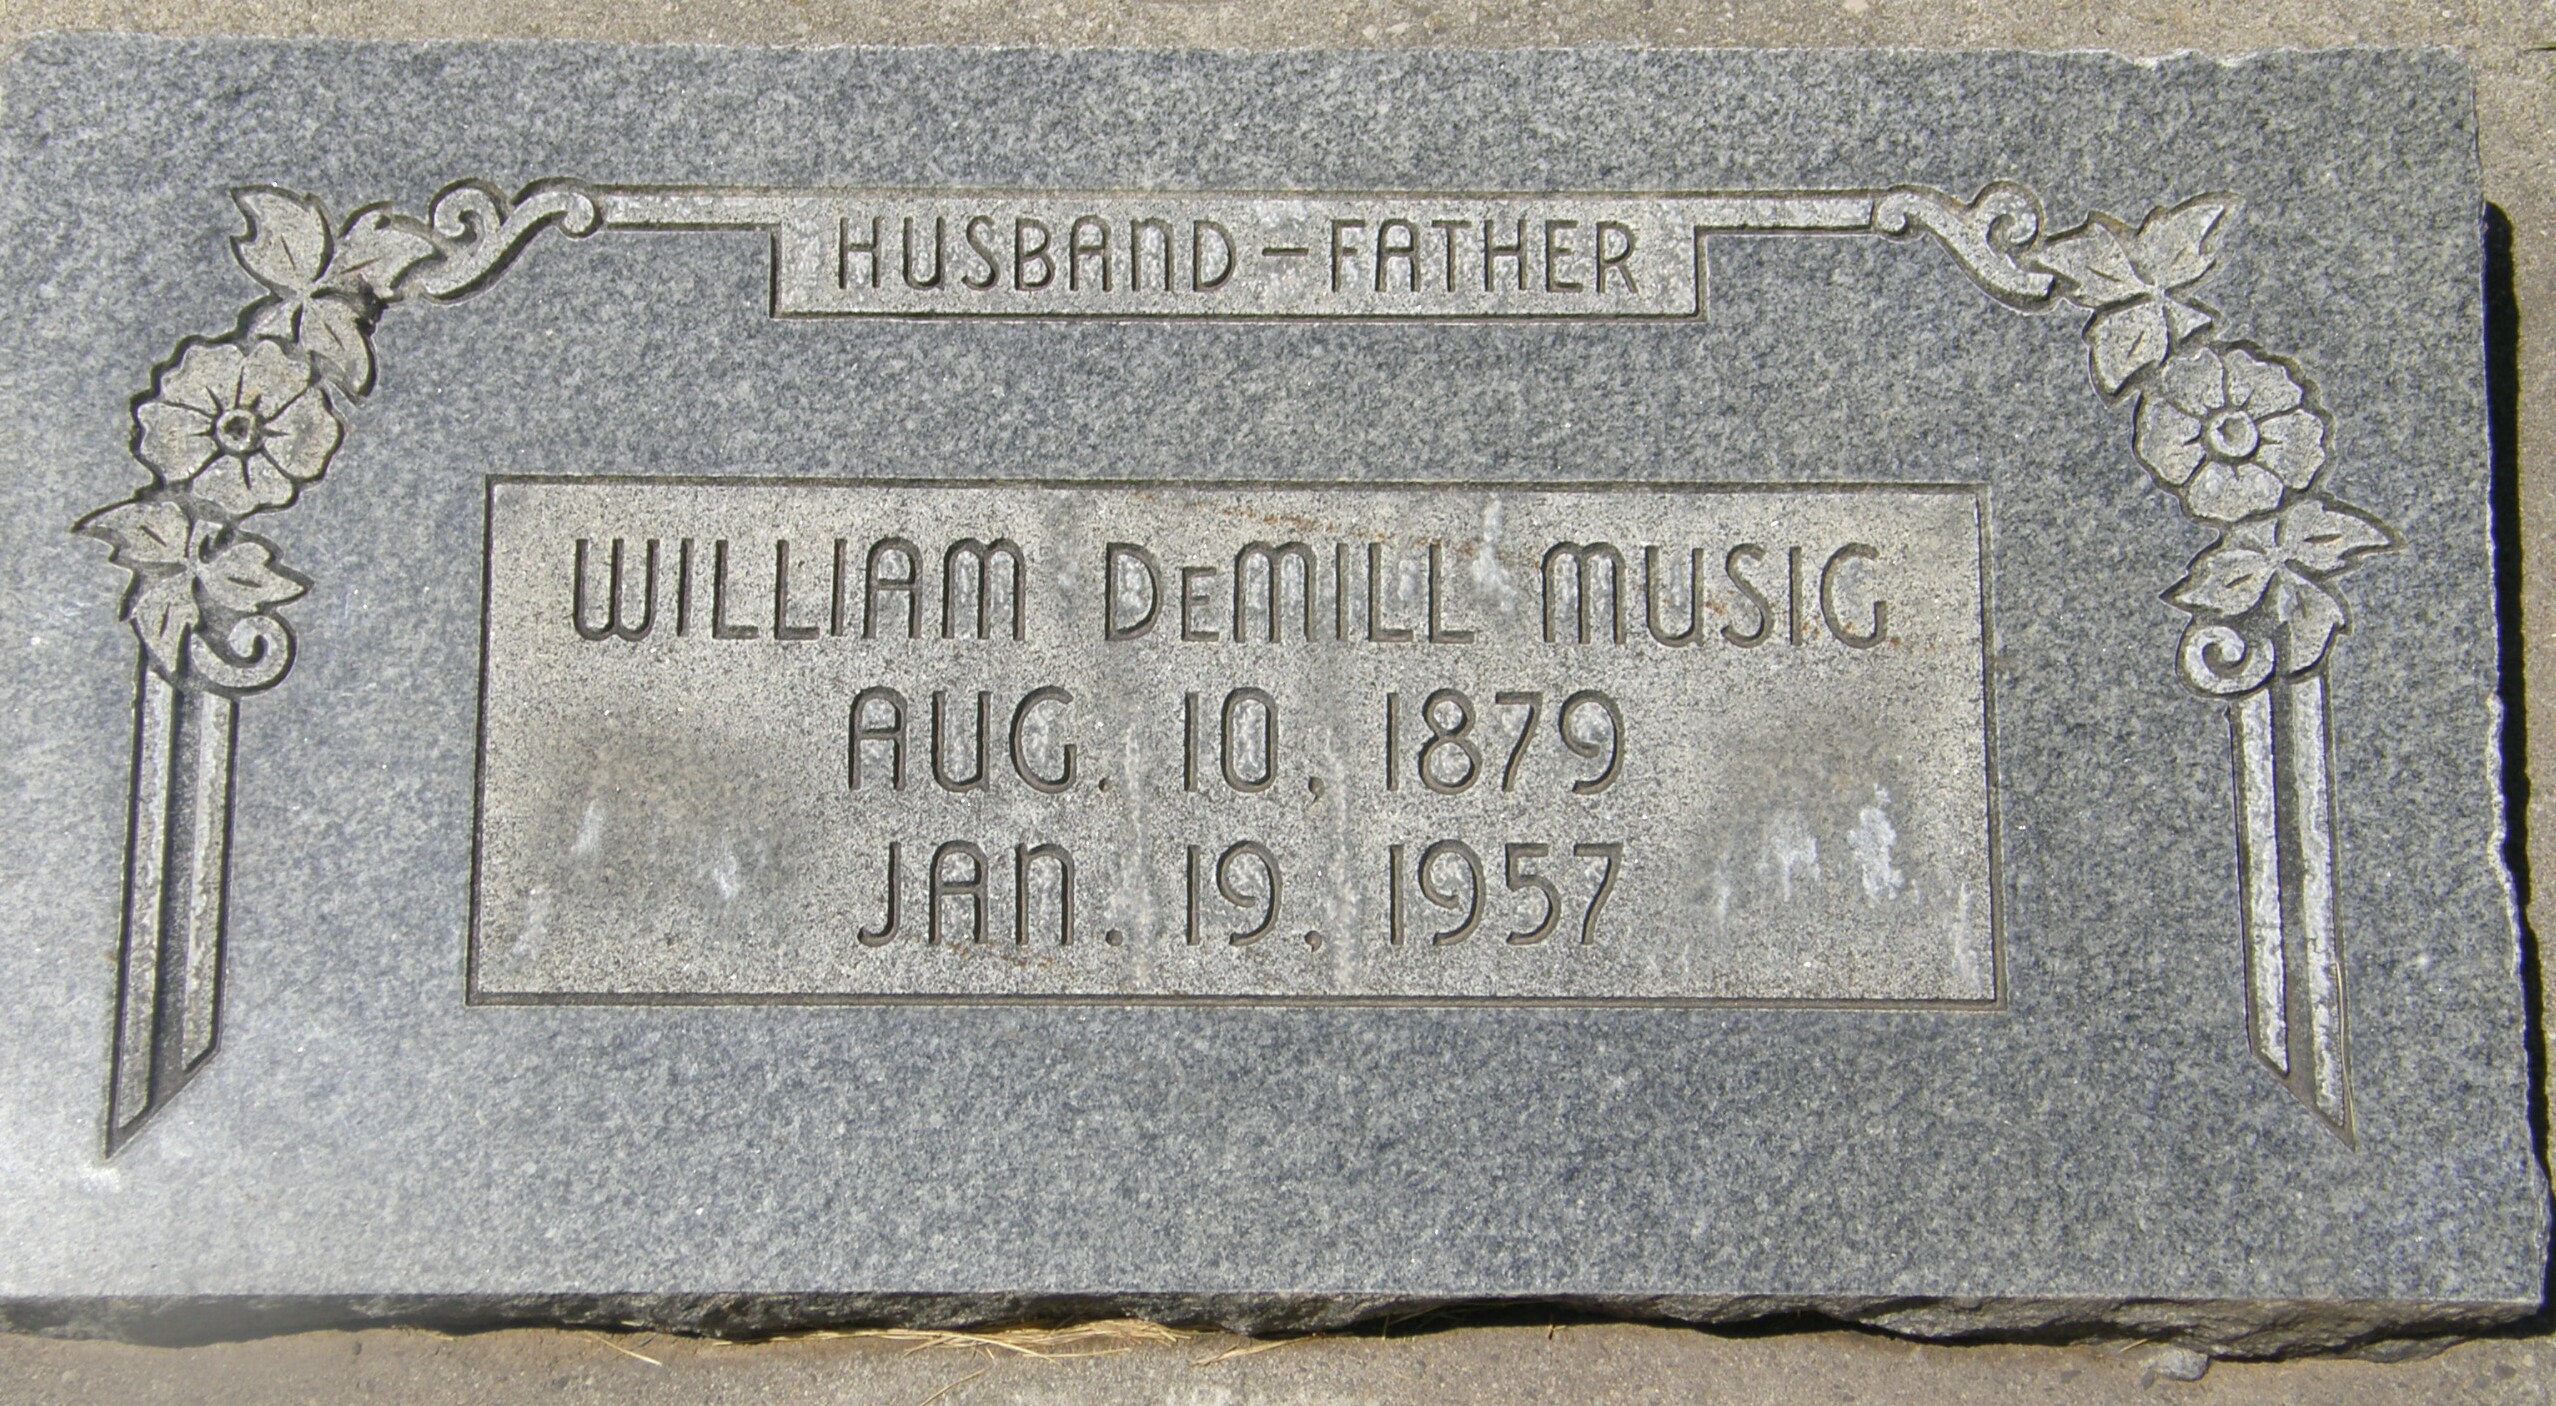 HUSBAND - FATHER
WILLIAM DEMILL MUSIG
AUG. 10, 1879
JAN. 19, 1957